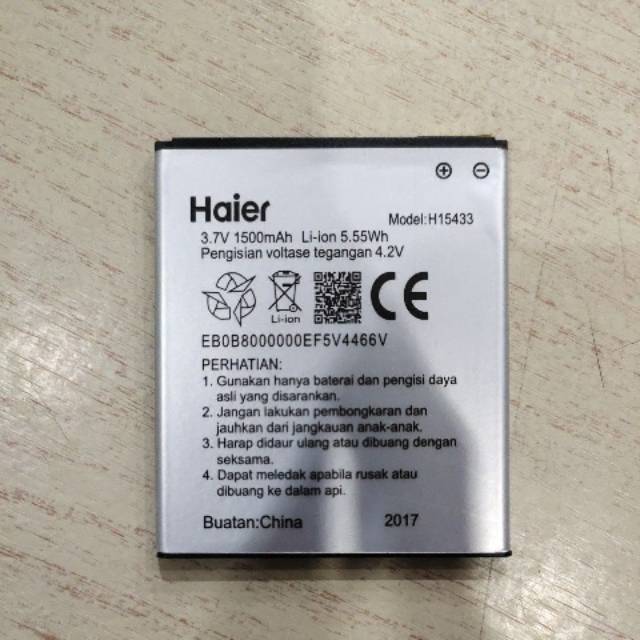 Haier
Model:H15433
3.7V 1500mAh Li-ion 5.55Wh
Pengisian voltase tegangan 4.2V
Li-ion
CE
EB0B8000000EF5V4466V
PERHATIAN:
1. Gunakan hanya baterai dan pengisi daya
asli yang disarankan.
2. Jangan lakukan pembongkaran dan
jauhkan dari jangkauan anak-anak.
3. Harap didaur ulang atau dibuang dengan
seksama.
4. Dapat meledak apabila rusak atau
dibuang ke dalam api.
Buatan:China 2017